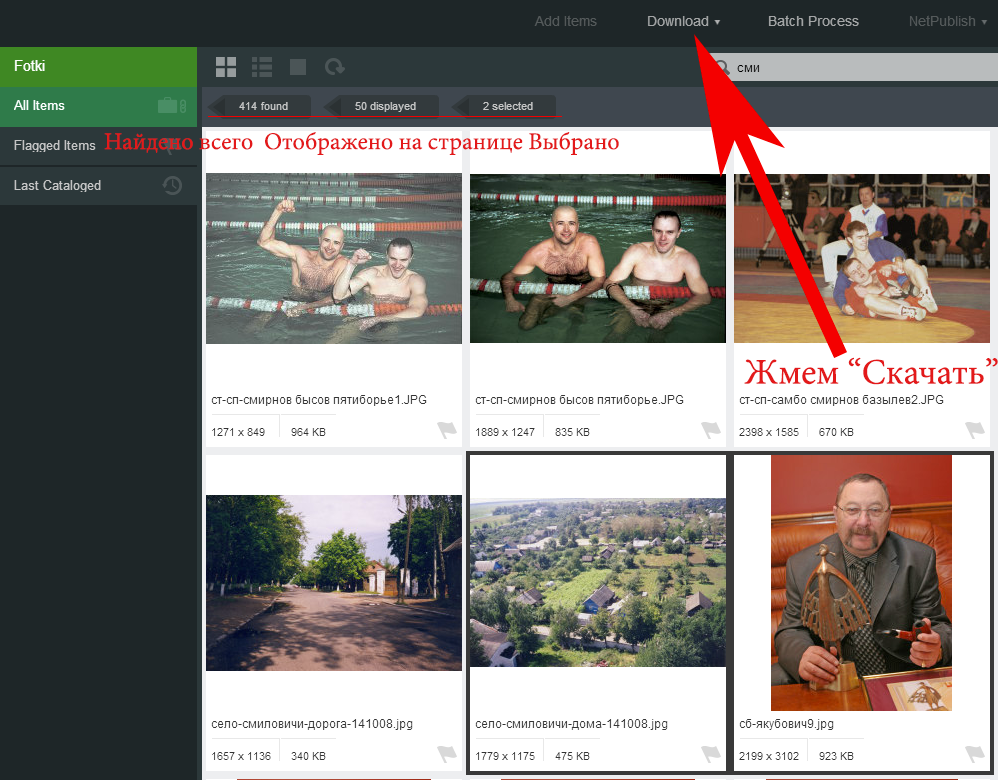 Add Items Download ▾ Batch Process NetPublish ▾
Fotki
сми
All Items
414 found 50 displayed 2 selected
Flagged Items
Найдено всего Отображено на странице Выбрано
Last Cataloged
Жмем “Скачать”
ст-сп-смирнов бысов пятиборье1.JPG
1271 x 849 964 KB
ст-сп-смирнов бысов пятиборье.JPG
1889 x 1247 835 KB
ст-сп-самбо смирнов базылев2.JPG
2398 x 1585 670 KB
село-смиловичи-дорога-141008.jpg
1657 x 1136 340 KB
село-смиловичи-дома-141008.jpg
1779 x 1175 475 KB
сб-якубович9.jpg
2199 x 3102 923 KB